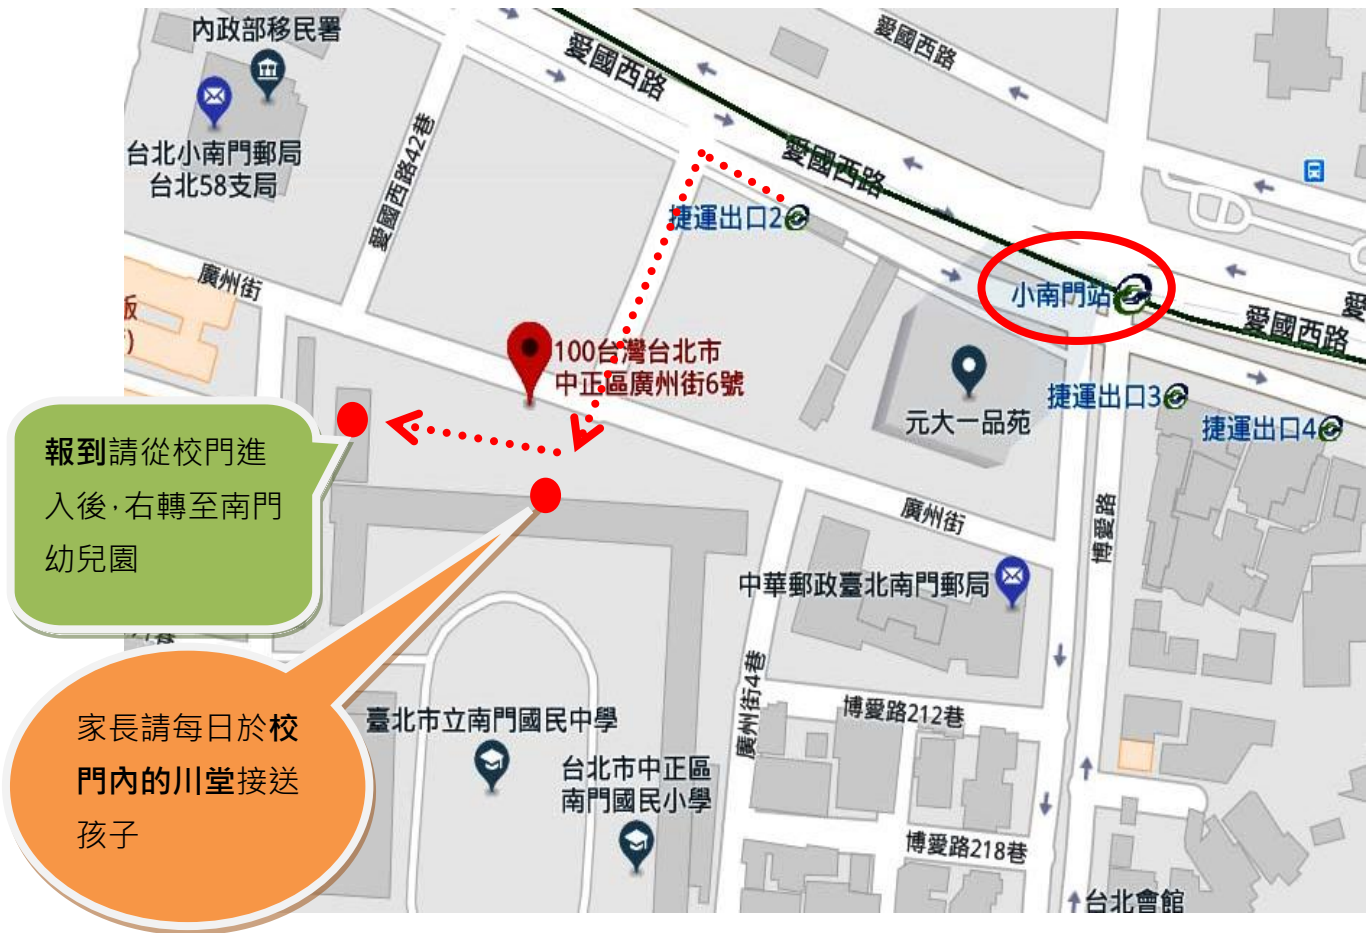 內政部移民署
愛國西路
愛國西路
台北小南門郵局
台北58支局
愛國西路42巷
愛國西路
捷運出口2
廣州街
小南門站
愛國西路
100台灣台北市
中正區廣州街6號
元大一品苑
捷運出口3
捷運出口4
報到請從校門進
入後,右轉至南門
幼兒園
廣州街
博愛路
中華郵政臺北南門郵局
廣州街4巷
家長請每日於校
門內的川堂接送
孩子
臺北市立南門國民中學
博愛路212巷
台北市中正區
南門國民小學
博愛路218巷
台北會館